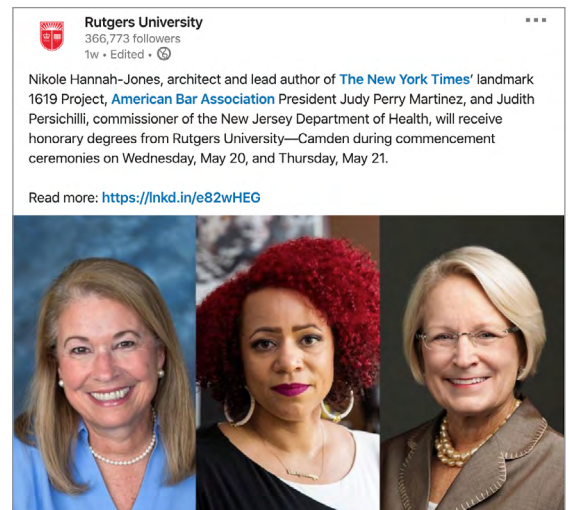 Rutgers University
366,773 followers
1w • Edited •
Nikole Hannah-Jones, architect and lead author of The New York Times' landmark
1619 Project, American Bar Association President Judy Perry Martinez, and Judith
Persichilli, commissioner of the New Jersey Department of Health, will receive
honorary degrees from Rutgers University—Camden during commencement
ceremonies on Wednesday, May 20, and Thursday, May 21.
Read more: https://lnkd.in/e82wHEG